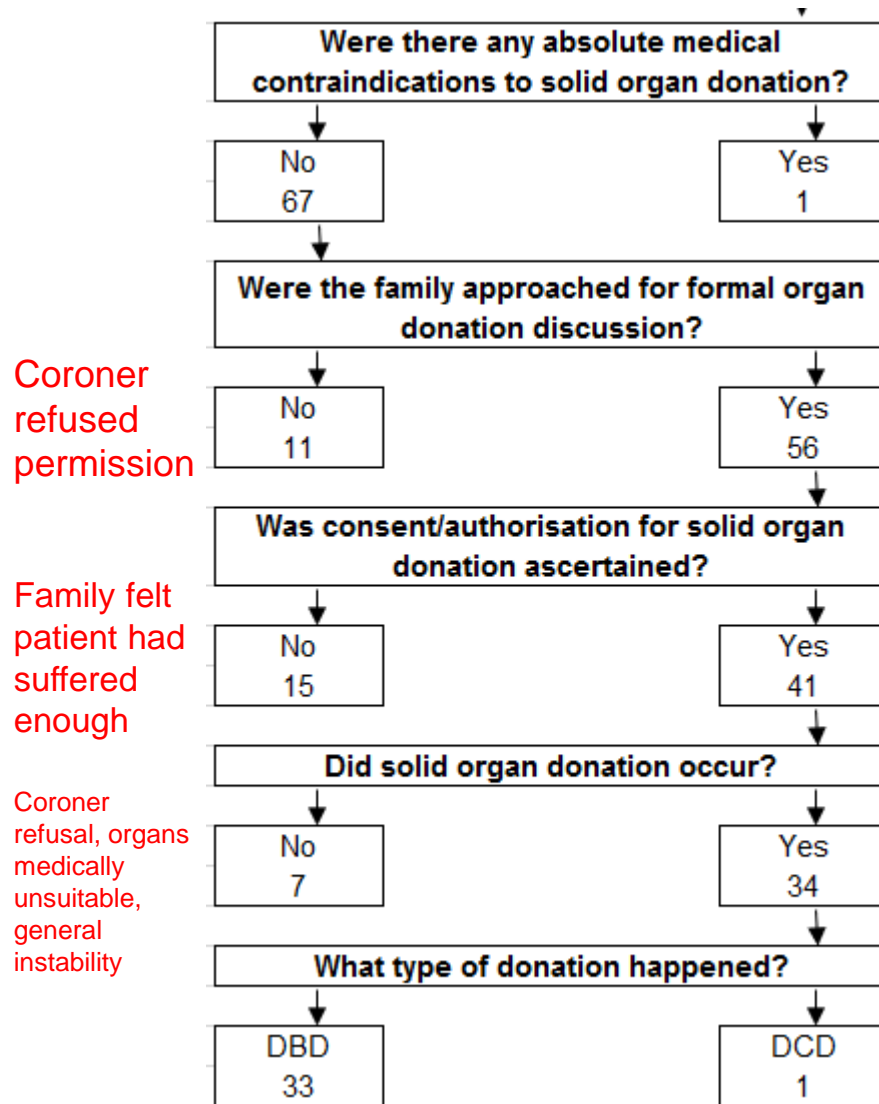 Were there any absolute medical
contraindications to solid organ donation?
No
67
Yes
1
Were the family approached for formal organ
donation discussion?
Coroner
refused
permission
No
11
Yes
56
Was consent/authorisation for solid organ
donation ascertained?
Family felt
patient had
suffered
enough
No
15
Yes
41
Did solid organ donation occur?
Coroner
refusal, organs
medically
unsuitable,
general
instability
No
7
Yes
34
What type of donation happened?
DBD
33
DCD
1